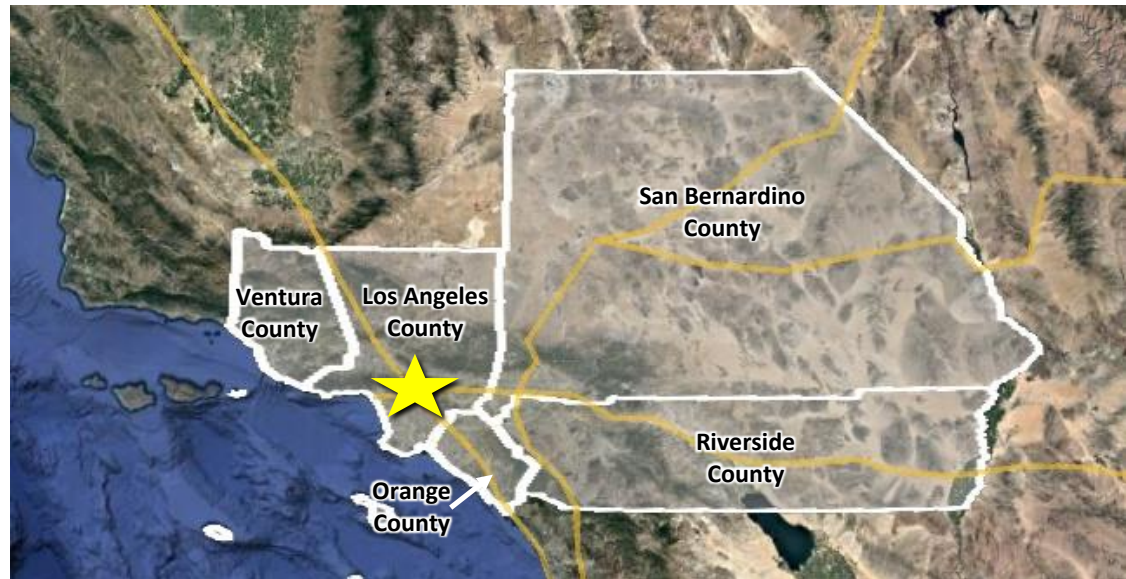 San Bernardino
County
Ventura
County
Los Angeles
County
Riverside
County
Orange
County